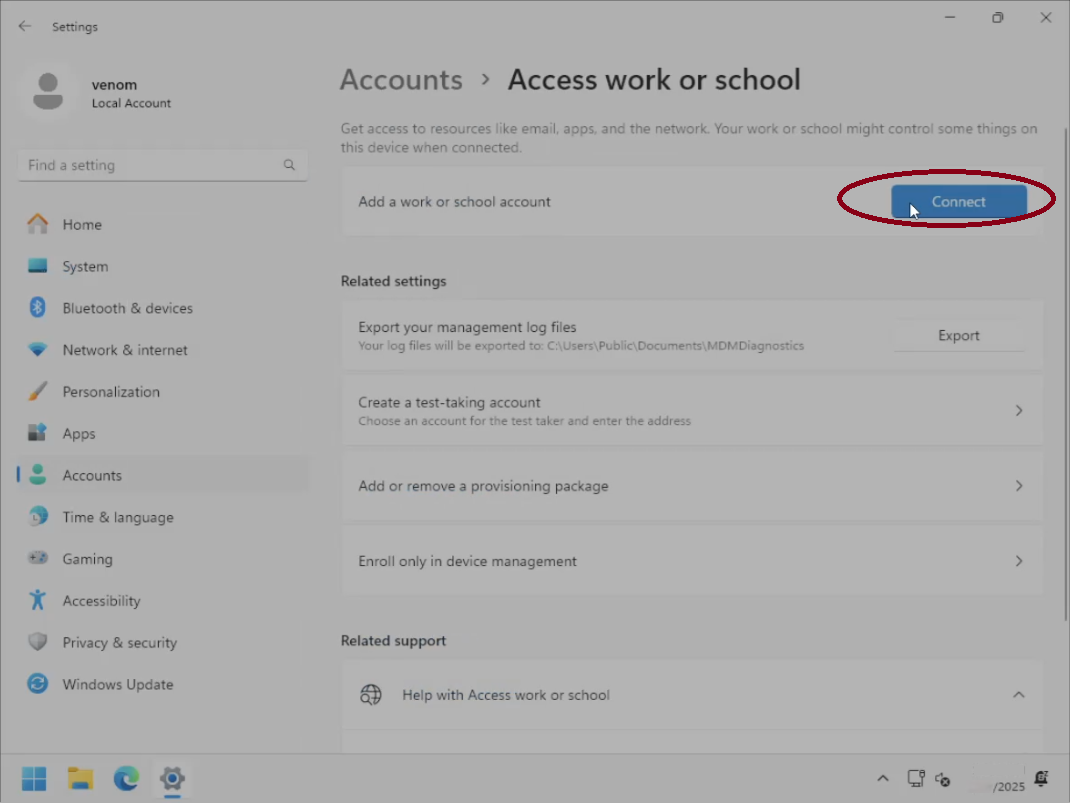 Settings
venom
Local Account
Find a setting
Home
System
Bluetooth & devices
Network & internet
Personalization
Apps
Accounts
Time & language
Gaming
Accessibility
Privacy & security
Windows Update
Accounts > Access work or school
Get access to resources like email, apps, and the network. Your work or school might control some things on
this device when connected.
Add a work or school account
Connect
Related settings
Export your management log files
Your log files will be exported to: C:\Users\Public\Documents\MDMDiagnostics
Export
Create a test-taking account
Choose an account for the test taker and enter the address
Add or remove a provisioning package
Enroll only in device management
Related support
Help with Access work or school
/2025